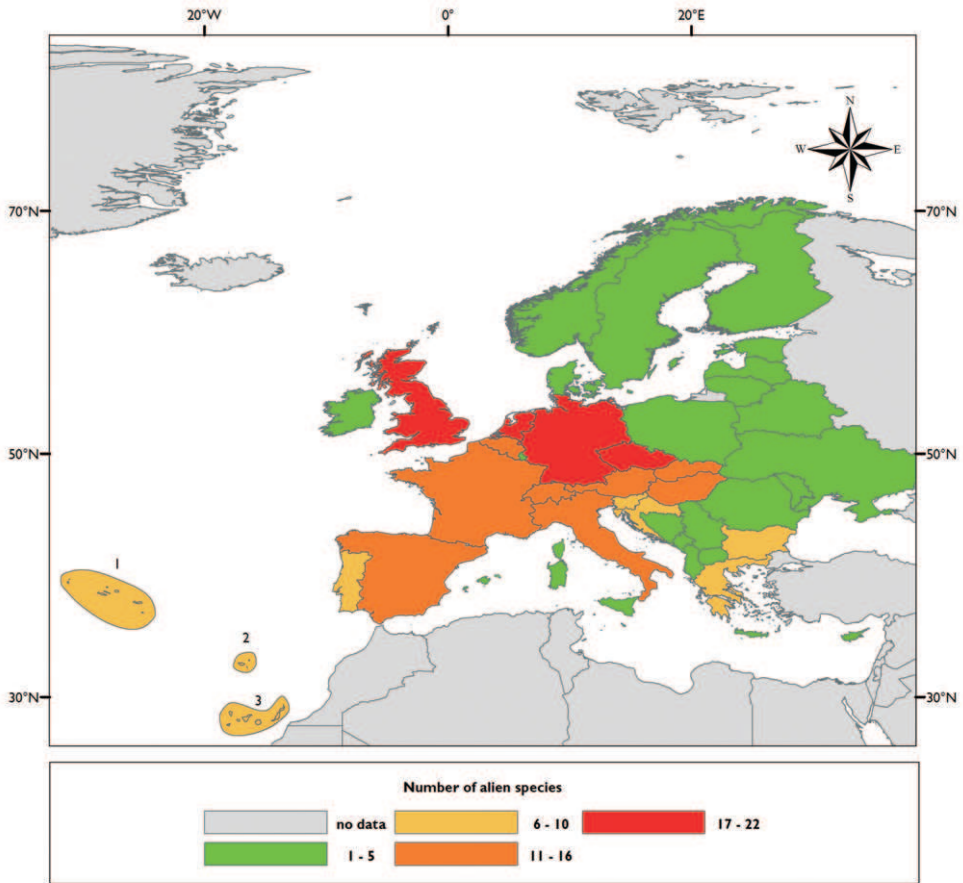 20°W 0° 20°E
N
W E
S
70°N 70°N
50°N 50°N
1
2
30°N 3 30°N
Number of alien species
no data 6 - 10 17 - 22
1 - 5 11 - 16